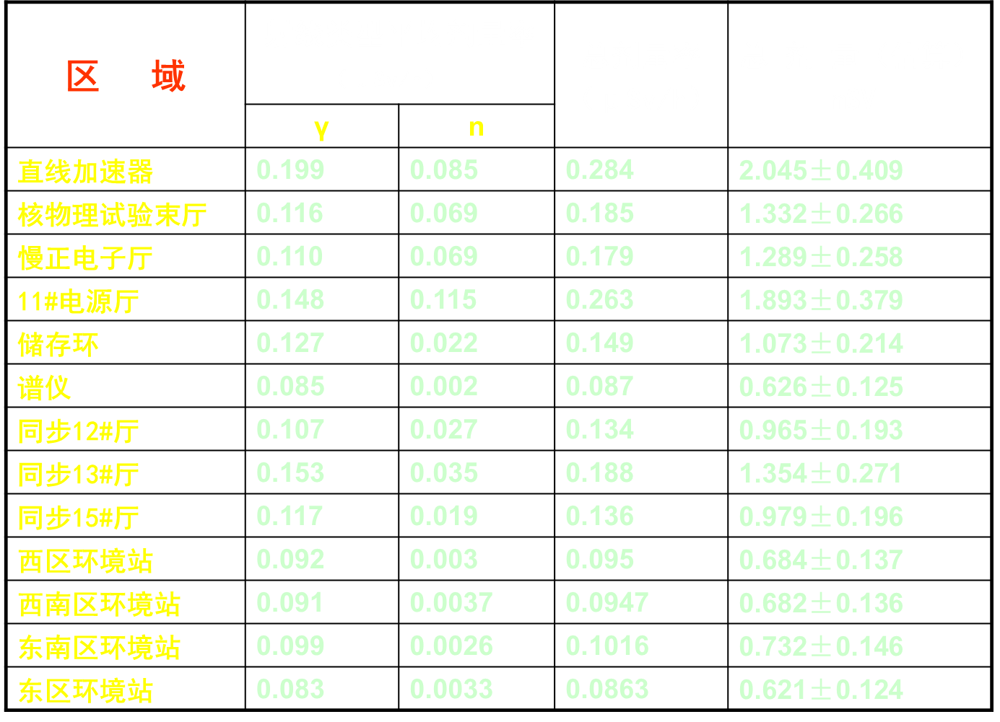 区 域
γ n
直线加速器 0.199 0.085 0.284 2.045±0.409
核物理试验束厅 0.116 0.069 0.185 1.332±0.266
慢正电子厅 0.110 0.069 0.179 1.289±0.258
11#电源厅 0.148 0.115 0.263 1.893±0.379
储存环 0.127 0.022 0.149 1.073±0.214
谱仪 0.085 0.002 0.087 0.626±0.125
同步12#厅 0.107 0.027 0.134 0.965±0.193
同步13#厅 0.153 0.035 0.188 1.354±0.271
同步15#厅 0.117 0.019 0.136 0.979±0.196
西区环境站 0.092 0.003 0.095 0.684±0.137
西南区环境站 0.091 0.0037 0.0947 0.682±0.136
东南区环境站 0.099 0.0026 0.1016 0.732±0.146
东区环境站 0.083 0.0033 0.0863 0.621±0.124